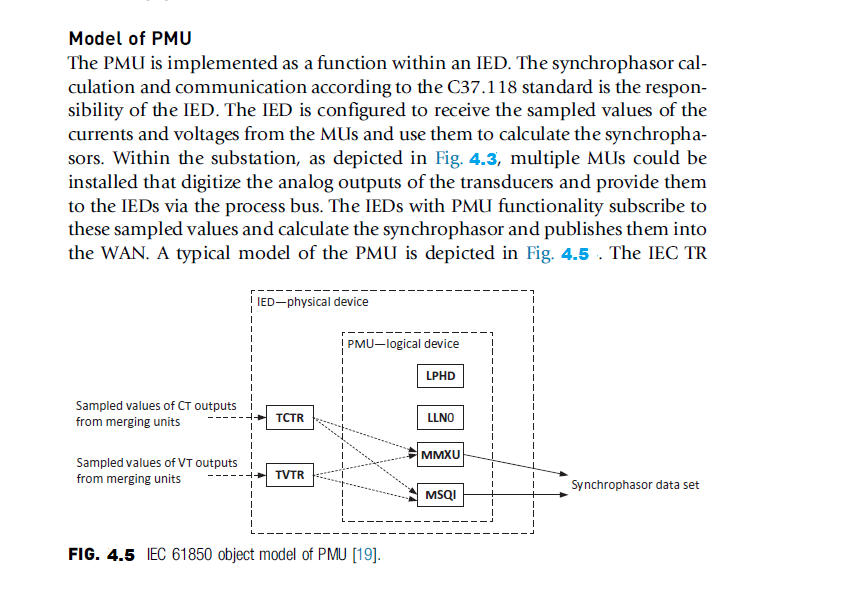 Model of PMU
The PMU is implemented as a function within an IED. The synchrophasor cal-
culation and communication according to the C37.118 standard is the respon-
sibility of the IED. The IED is configured to receive the sampled values of the
currents and voltages from the MUs and use them to calculate the synchropha-
sors. Within the substation, as depicted in Fig. 4.3, multiple MUs could be
installed that digitize the analog outputs of the transducers and provide them
to the IEDs via the process bus. The IEDs with PMU functionality subscribe to
these sampled values and calculate the synchrophasor and publishes them into
the WAN. A typical model of the PMU is depicted in Fig. 4.5 . The IEC TR
IED—physical device
PMU—logical device
LPHD
Sampled values of CT outputs
from merging units
TCTR
LLN0
MMXU
Sampled values of VT outputs
from merging units
TVTR
MSQI
Synchrophasor data set
FIG. 4.5 IEC 61850 object model of PMU [19].